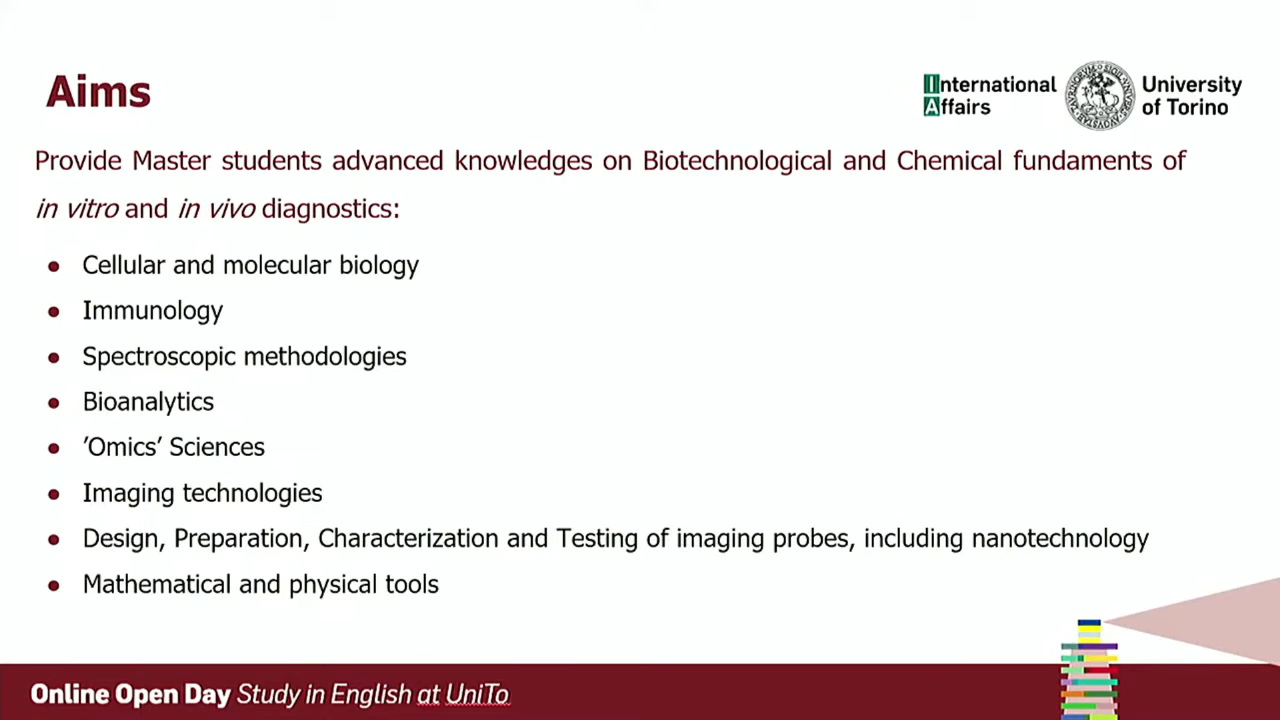 Aims
International
Affairs
University
of Torino
Provide Master students advanced knowledges on Biotechnological and Chemical fundaments of
in vitro and in vivo diagnostics:
• Cellular and molecular biology
• Immunology
• Spectroscopic methodologies
• Bioanalytics
• ’Omics’ Sciences
• Imaging technologies
• Design, Preparation, Characterization and Testing of imaging probes, including nanotechnology
• Mathematical and physical tools
Online Open Day Study in English at UniTo